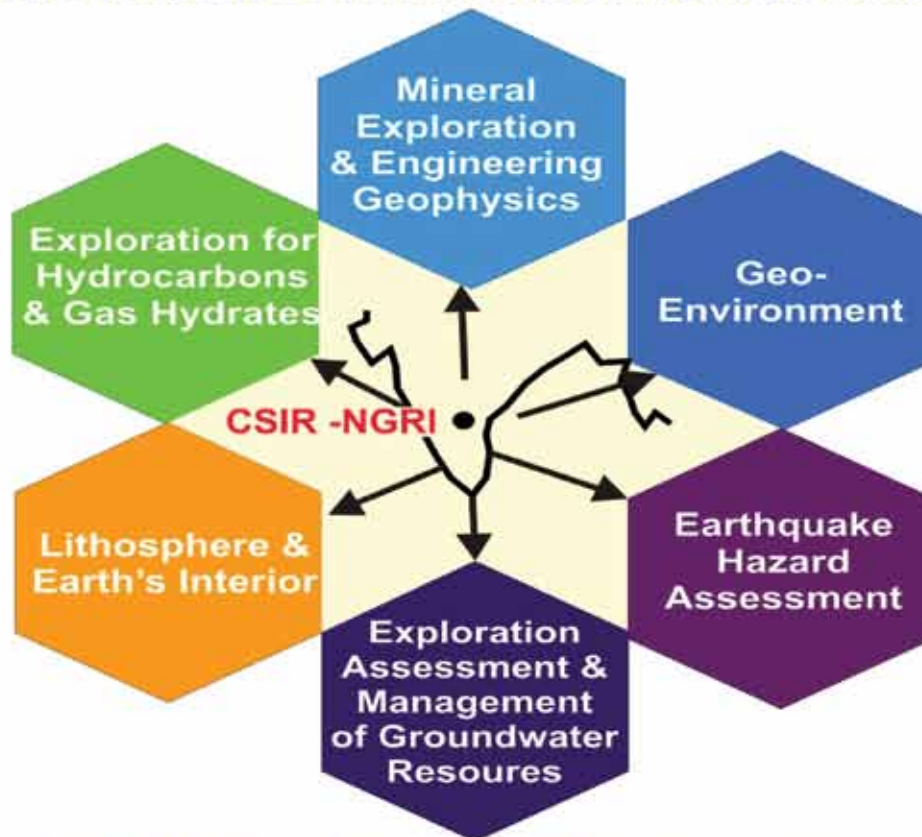 Mineral
Exploration
& Engineering
Geophysics
Exploration for
Hydrocarbons
& Gas Hydrates
Geo-
Environment
CSIR -NGRI
Lithosphere &
Earth's Interior
Earthquake
Hazard
Assessment
Exploration
Assessment &
Management
of Groundwater
Resoures